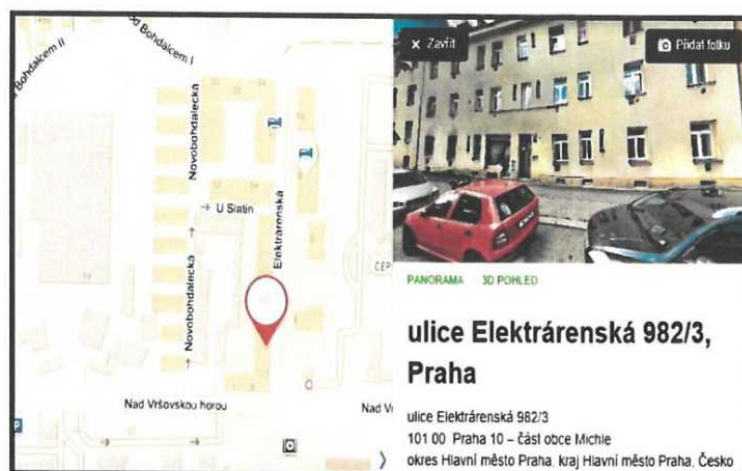 od Bohdalcem I
Bohdalcem II
Novobohdalecká
Elektrárenská
U Slatin
Novobohdalecká
Nad Vršovskou horou
Nad Vr
× Zavřít
Přidat fotku
PANORAMA 3D POHLED
ulice Elektrárenská 982/3,
Praha
ulice Elektrárenská 982/3
101 00 Praha 10 – část obce Michle
okres Hlavní město Praha, kraj Hlavní město Praha, Česko